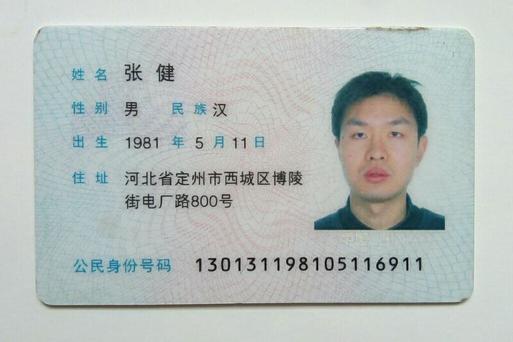 姓名 张健
性别 男 民族 汉
出生 1981 年 5 月 11 日
住址 河北省定州市西城区博陵
街电厂路800号
公民身份号码 130131198105116911